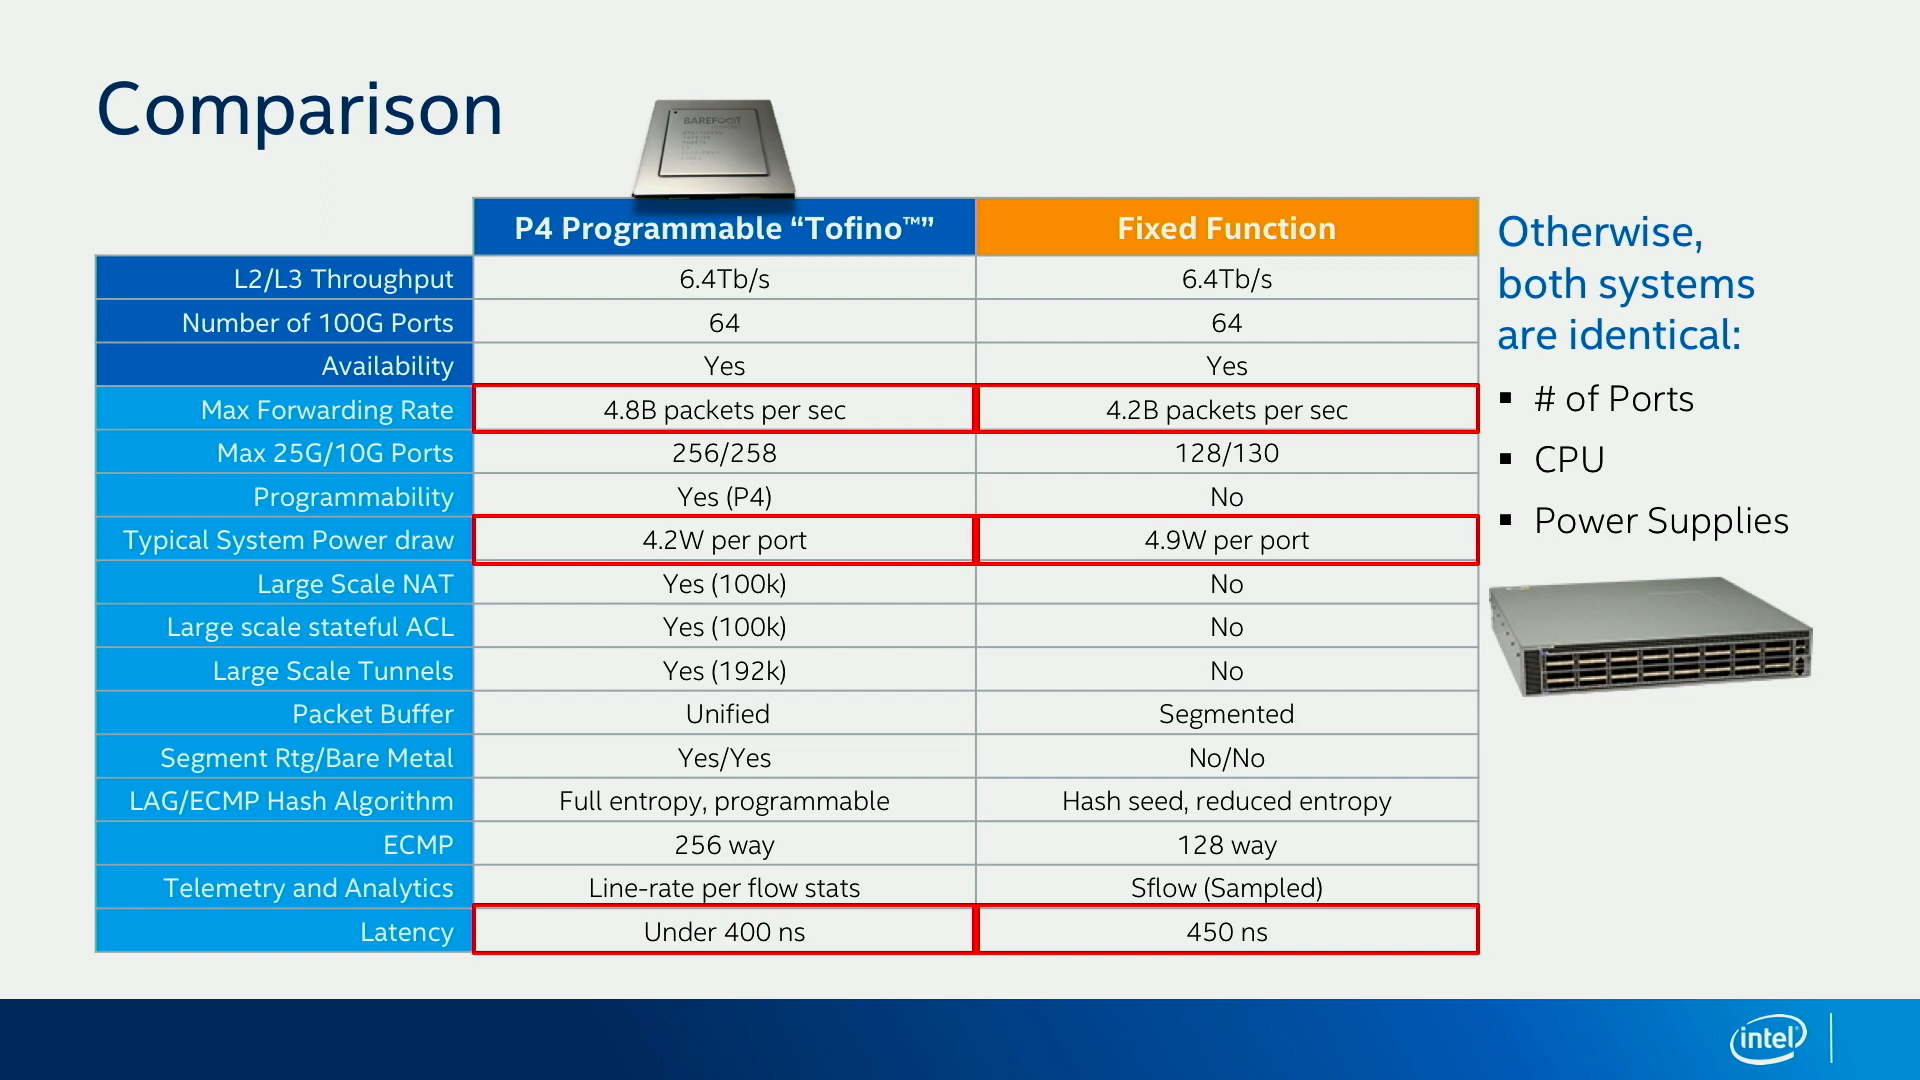 Comparison
BAREFOOT
P4 Programmable “Tofino™” Fixed Function
L2/L3 Throughput 6.4Tb/s 6.4Tb/s
Number of 100G Ports 64 64
Availability Yes Yes
Max Forwarding Rate 4.8B packets per sec 4.2B packets per sec
Max 25G/10G Ports 256/258 128/130
Programmability Yes (P4) No
Typical System Power draw 4.2W per port 4.9W per port
Large Scale NAT Yes (100k) No
Large scale stateful ACL Yes (100k) No
Large Scale Tunnels Yes (192k) No
Packet Buffer Unified Segmented
Segment Rtg/Bare Metal Yes/Yes No/No
LAG/ECMP Hash Algorithm Full entropy, programmable Hash seed, reduced entropy
ECMP 256 way 128 way
Telemetry and Analytics Line-rate per flow stats Sflow (Sampled)
Latency Under 400 ns 450 ns
Otherwise,
both systems
are identical:
▪ # of Ports
▪ CPU
▪ Power Supplies
intel